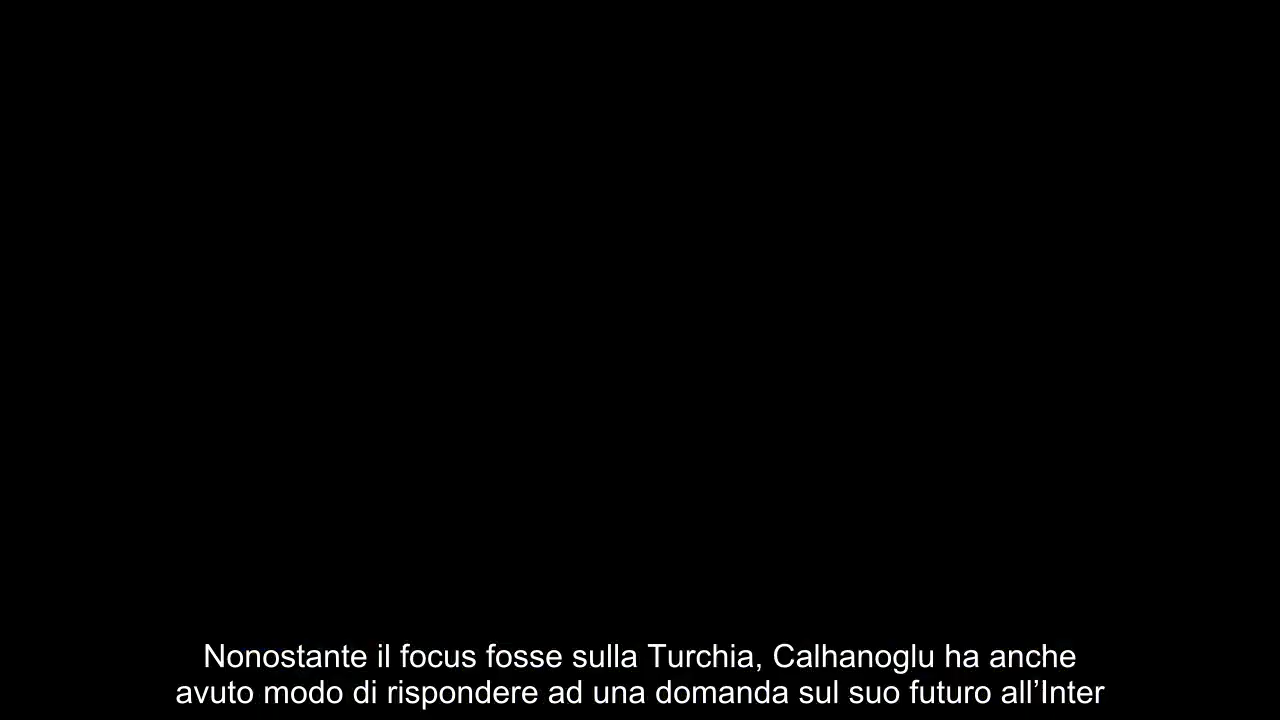 Nonostante il focus fosse sulla Turchia, Calhanoglu ha anche
avuto modo di rispondere ad una domanda sul suo futuro all’Inter